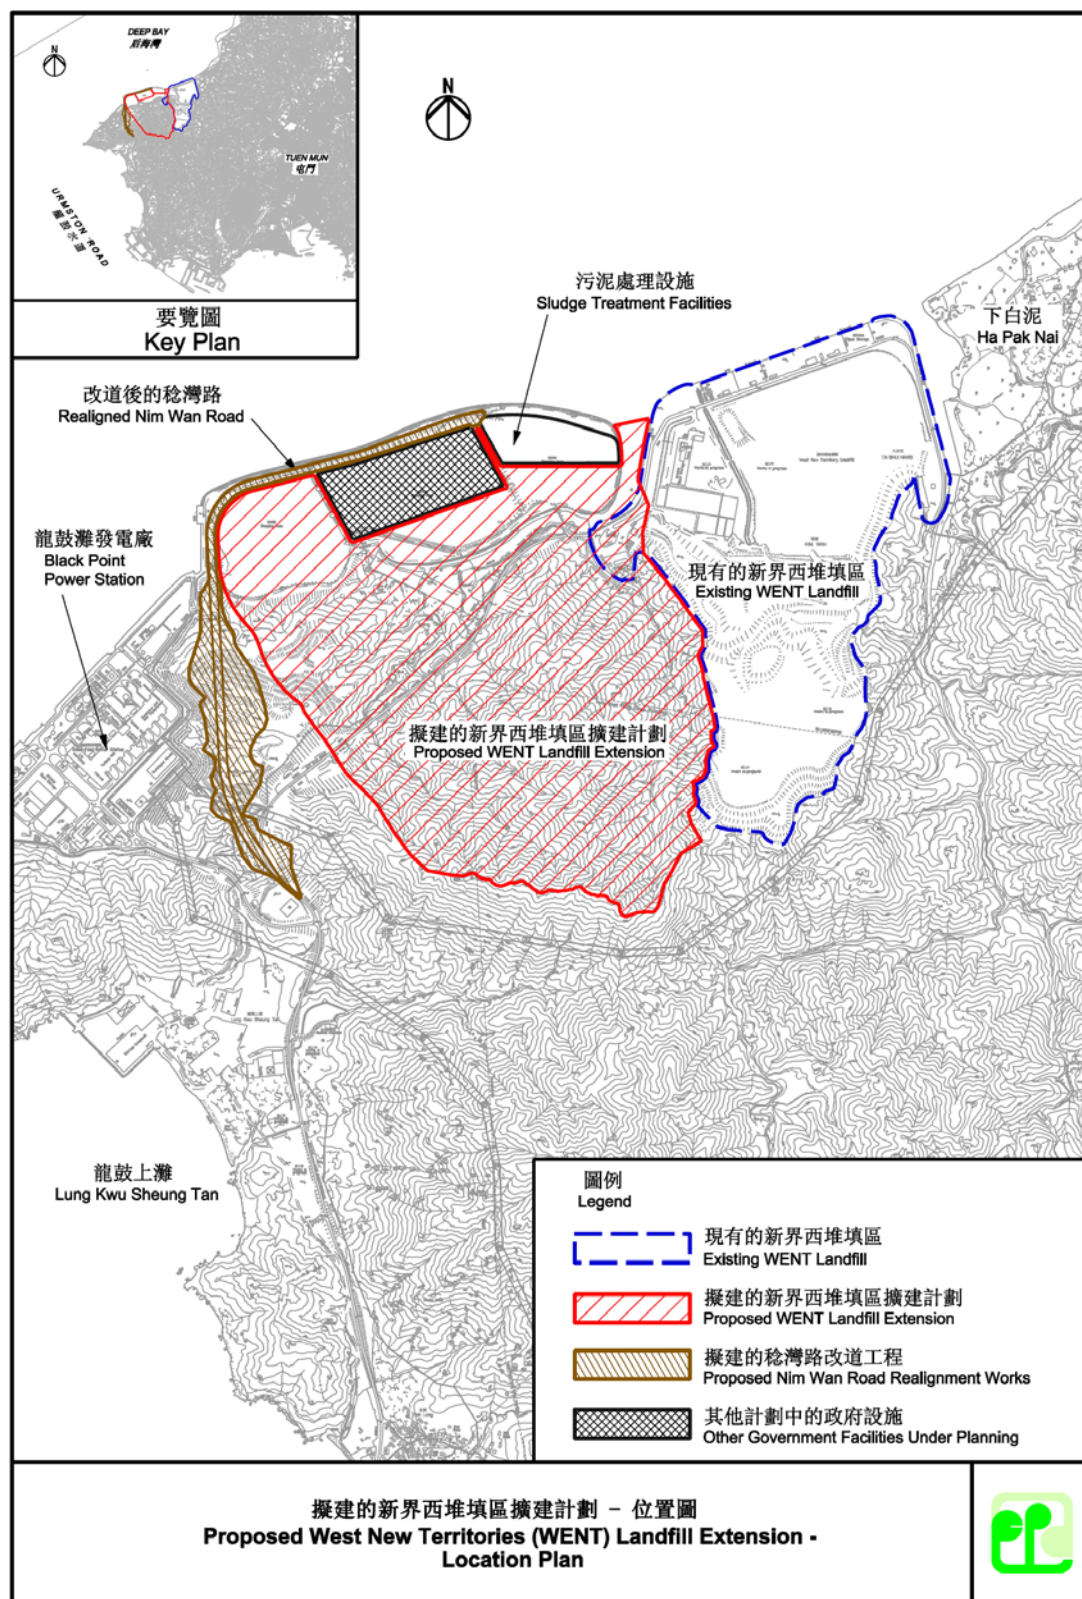 DEEP BAY
后海灣
N
TUEN MUN
屯門
URMSTON ROAD
龍鼓水道
要覽圖
Key Plan
N
污泥處理設施
Sludge Treatment Facilities
下白泥
Ha Pak Nai
改道後的稔灣路
Realigned Nim Wan Road
龍鼓灘發電廠
Black Point
Power Station
現有的新界西堆填區
Existing WENT Landfill
擬建的新界西堆填區擴建計劃
Proposed WENT Landfill Extension
Lung Kwu Sheung Tan
龍鼓上灘
Lung Kwu Sheung Tan
圖例
Legend
現有的新界西堆填區
Existing WENT Landfill
擬建的新界西堆填區擴建計劃
Proposed WENT Landfill Extension
擬建的稔灣路改道工程
Proposed Nim Wan Road Realignment Works
其他計劃中的政府設施
Other Government Facilities Under Planning
擬建的新界西堆填區擴建計劃 - 位置圖
Proposed West New Territories (WENT) Landfill Extension -
Location Plan